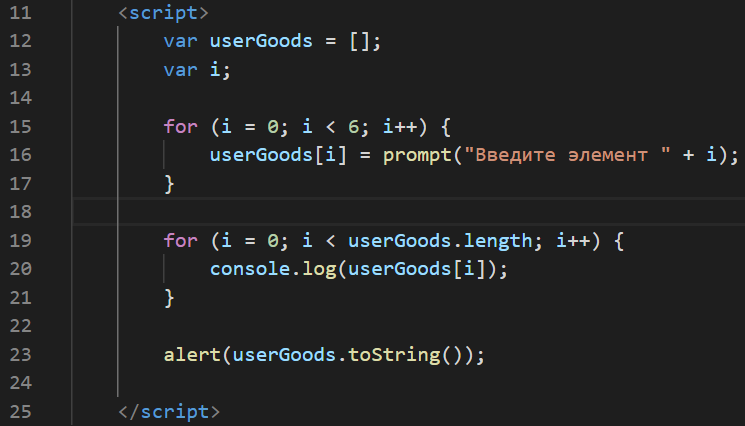 11 <script>
12 var userGoods = [];
13 var i;
14
15 for (i = 0; i < 6; i++) {
16 userGoods[i] = prompt("Введите элемент " + i);
17 }
18
19 for (i = 0; i < userGoods.length; i++) {
20 console.log(userGoods[i]);
21 }
22
23 alert(userGoods.toString());
24
25 </script>